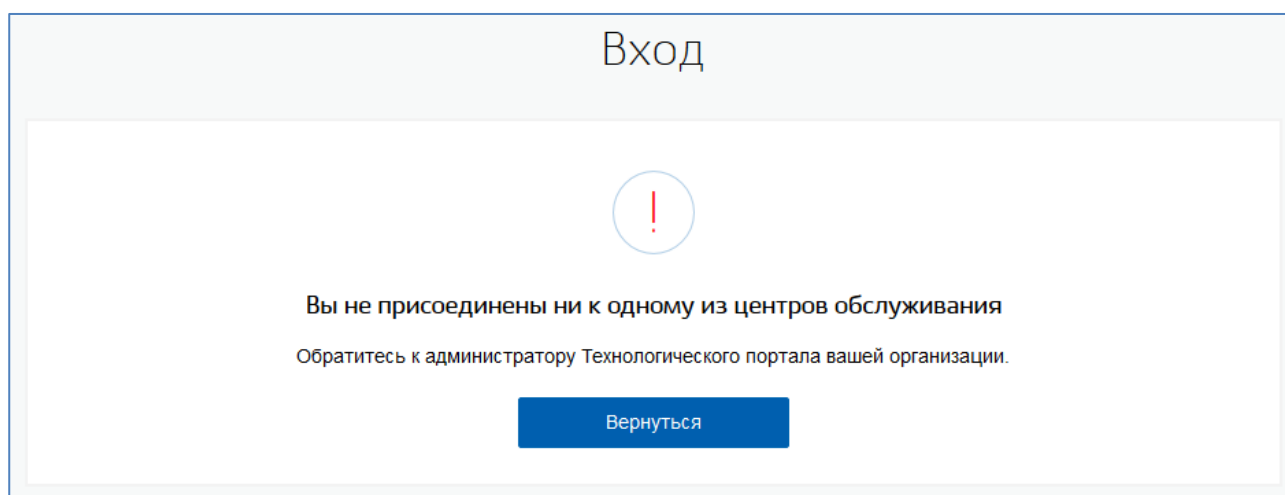 Вход
Вы не присоединены ни к одному из центров обслуживания
Обратитесь к администратору Технологического портала вашей организации.
Вернуться